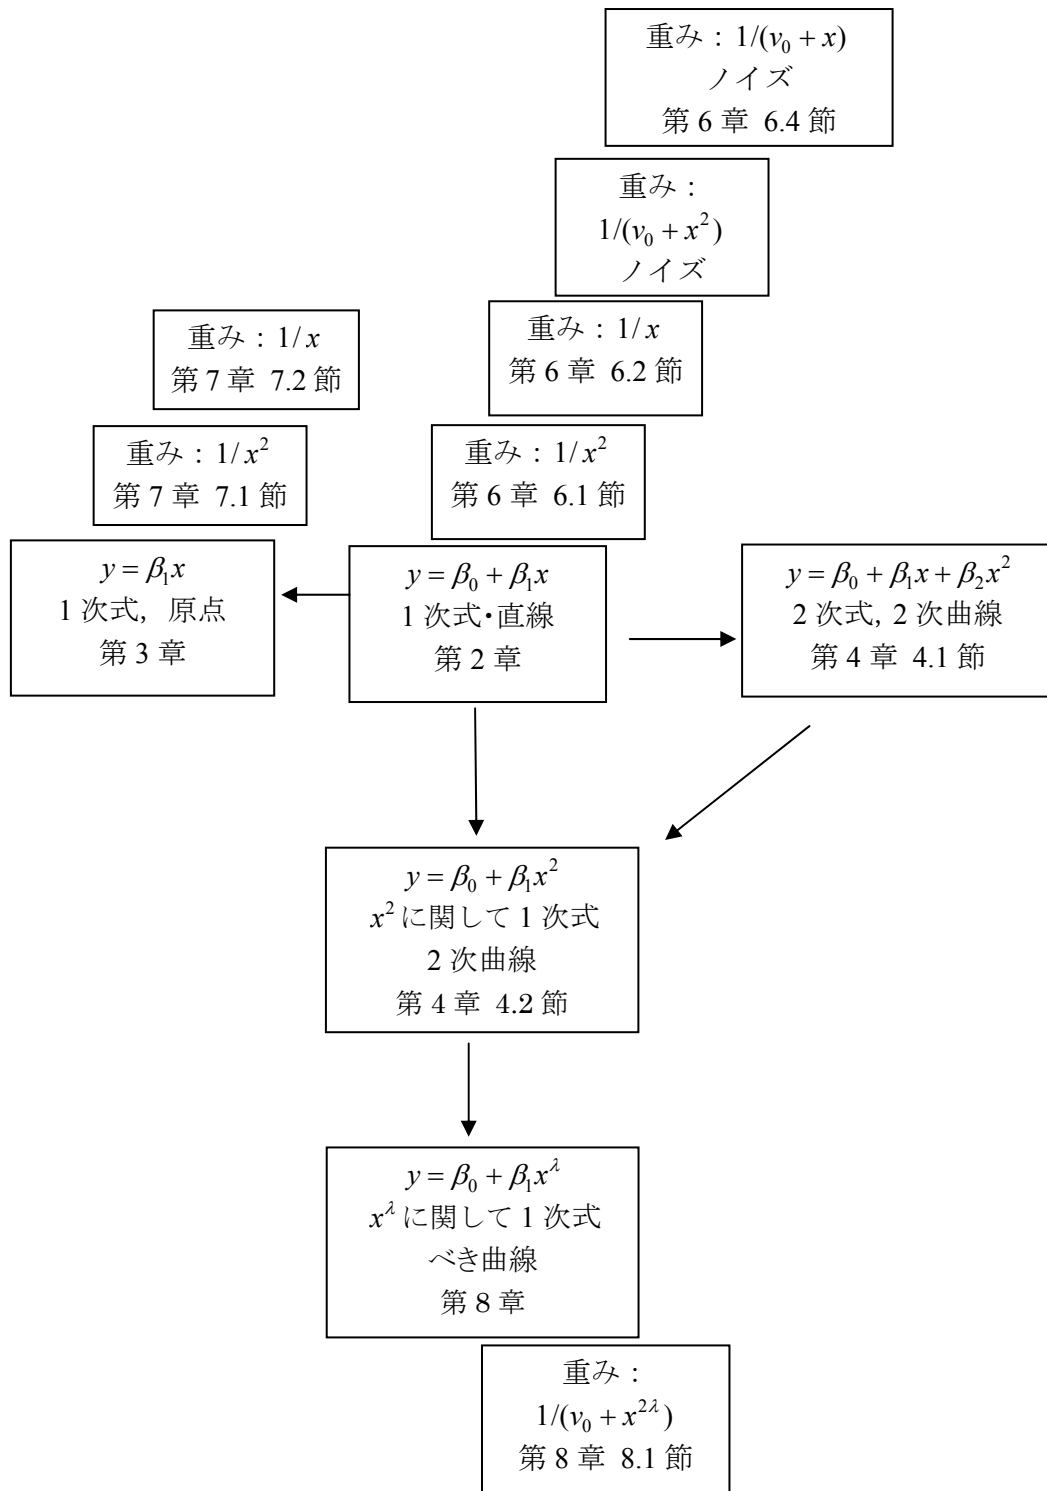 重み：1/(v₀ + x)
ノイズ
第 6 章 6.4 節
重み：
1/(v₀ + x²)
ノイズ
重み：1/x
第 7 章 7.2 節
重み：1/x
第 6 章 6.2 節
重み：1/x²
第 7 章 7.1 節
重み：1/x²
第 6 章 6.1 節
y = β₁x
1 次式，原点
第 3 章
y = β₀ + β₁x
1 次式・直線
第 2 章
y = β₀ + β₁x + β₂x²
2 次式, 2 次曲線
第 4 章 4.1 節
y = β₀ + β₁x²
x² に関して 1 次式
2 次曲線
第 4 章 4.2 節
y = β₀ + β₁x^λ
x^λ に関して 1 次式
べき曲線
第 8 章
重み：
1/(v₀ + x^{2λ})
第 8 章 8.1 節